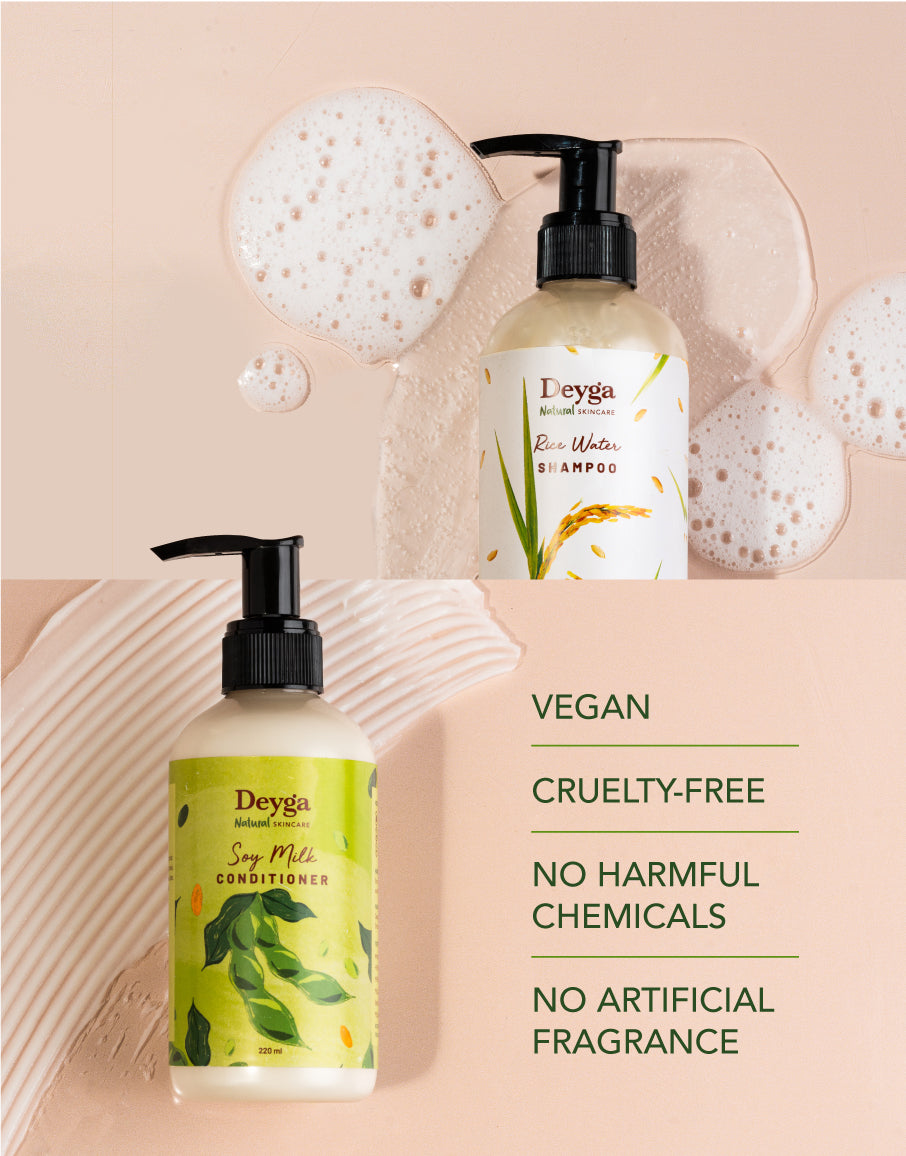 Deyga
Natural SKINCARE
Rice Water
SHAMPOO
Deyga
Natural SKINCARE
Soy Milk
CONDITIONER
220 ml
VEGAN
CRUELTY-FREE
NO HARMFUL
CHEMICALS
NO ARTIFICIAL
FRAGRANCE